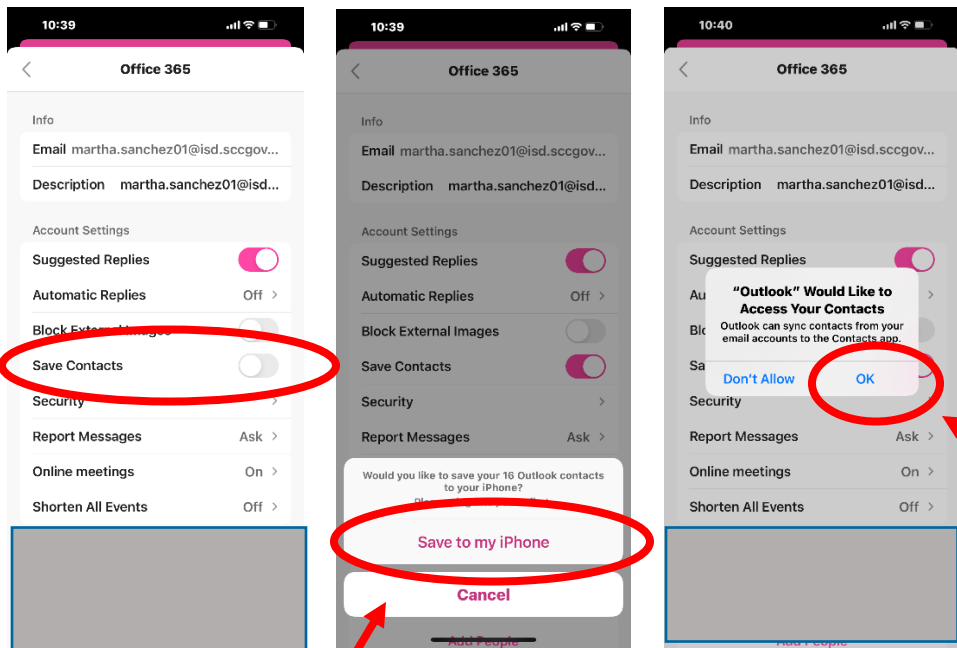 10:39
Office 365
Info
Email martha.sanchez01@isd.sccgov...
Description martha.sanchez01@isd...
Account Settings
Suggested Replies
Automatic Replies Off
Block External Images
Save Contacts
Security
Report Messages Ask
Online meetings On
Shorten All Events Off
10:39
Office 365
Info
Email martha.sanchez01@isd.sccgov...
Description martha.sanchez01@isd...
Account Settings
Suggested Replies
Automatic Replies Off
Block External Images
Save Contacts
Security
Report Messages Ask
Would you like to save your 16 Outlook contacts
to your iPhone?
Save to my iPhone
Cancel
Add People
10:40
Office 365
Info
Email martha.sanchez01@isd.sccgov...
Description martha.sanchez01@isd...
Account Settings
Suggested Replies
Au
Blo
Sa
"Outlook" Would Like to
Access Your Contacts
Outlook can sync contacts from your
email accounts to the Contacts app.
Don't Allow OK
Security
Report Messages Ask
Online meetings On
Shorten All Events Off
Add People